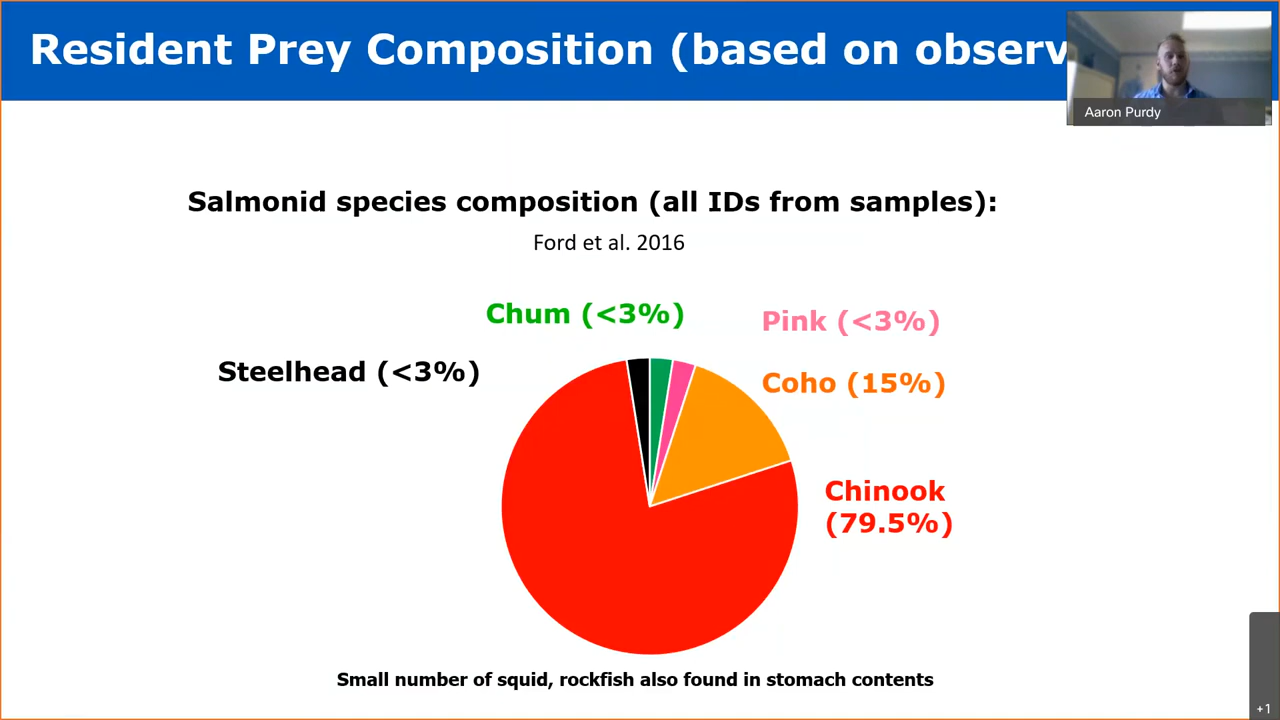 Resident Prey Composition (based on observ
Aaron Purdy
Salmonid species composition (all IDs from samples):
Ford et al. 2016
Chum (<3%)
Pink (<3%)
Steelhead (<3%)
Coho (15%)
Chinook
(79.5%)
Small number of squid, rockfish also found in stomach contents
+1